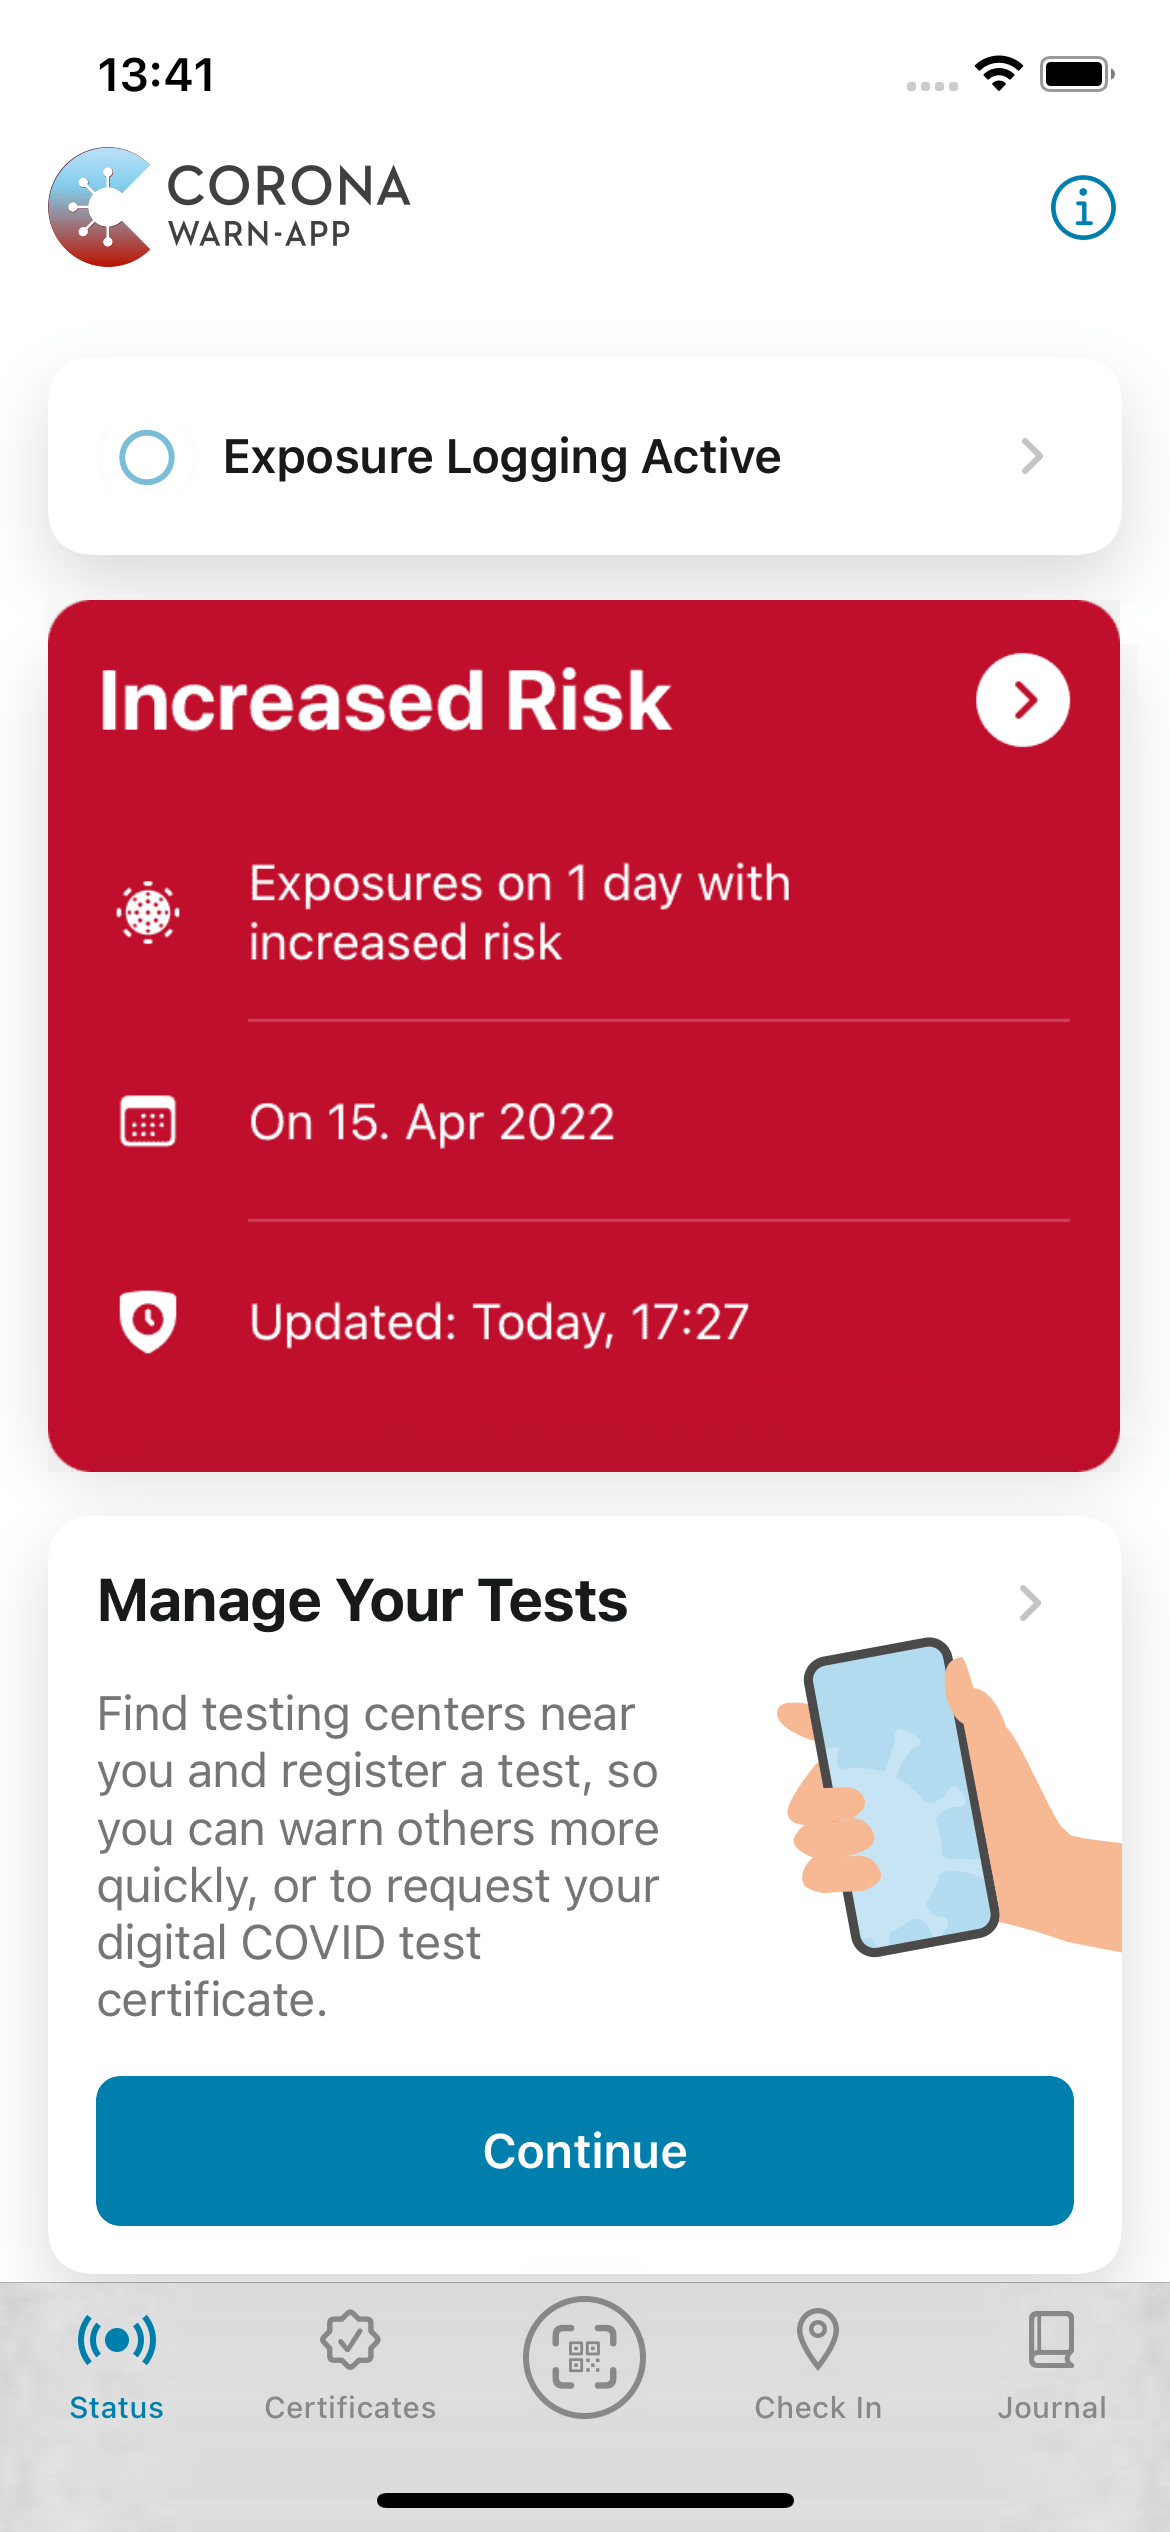 13:41
CORONA
WARN-APP
Exposure Logging Active
Increased Risk
Exposures on 1 day with
increased risk
On 15. Apr 2022
Updated: Today, 17:27
Manage Your Tests
Find testing centers near
you and register a test, so
you can warn others more
quickly, or to request your
digital COVID test
certificate.
Continue
Status
Certificates
Check In
Journal